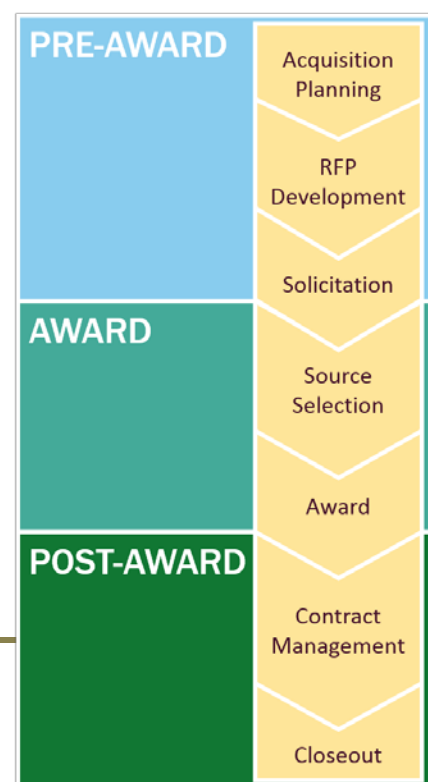 PRE-AWARD
Acquisition
Planning
RFP
Development
Solicitation
AWARD
Source
Selection
Award
POST-AWARD
Contract
Management
Closeout